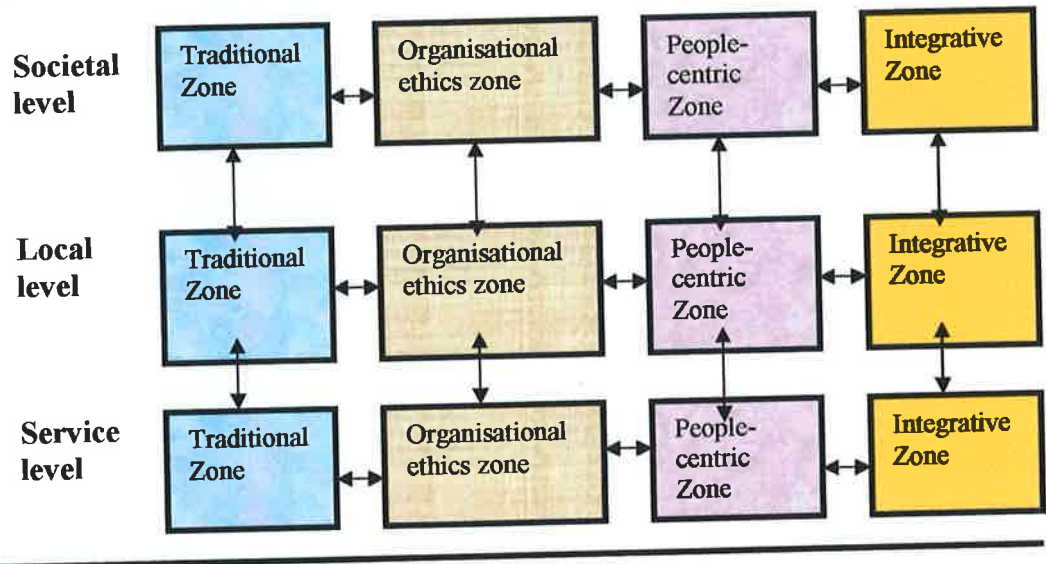 Societal
level
Traditional
Zone
Organisational
ethics zone
People-
centric
Zone
Integrative
Zone
Local
level
Traditional
Zone
Organisational
ethics zone
People-
centric
Zone
Integrative
Zone
Service
level
Traditional
Zone
Organisational
ethics zone
People-
centric
Zone
Integrative
Zone